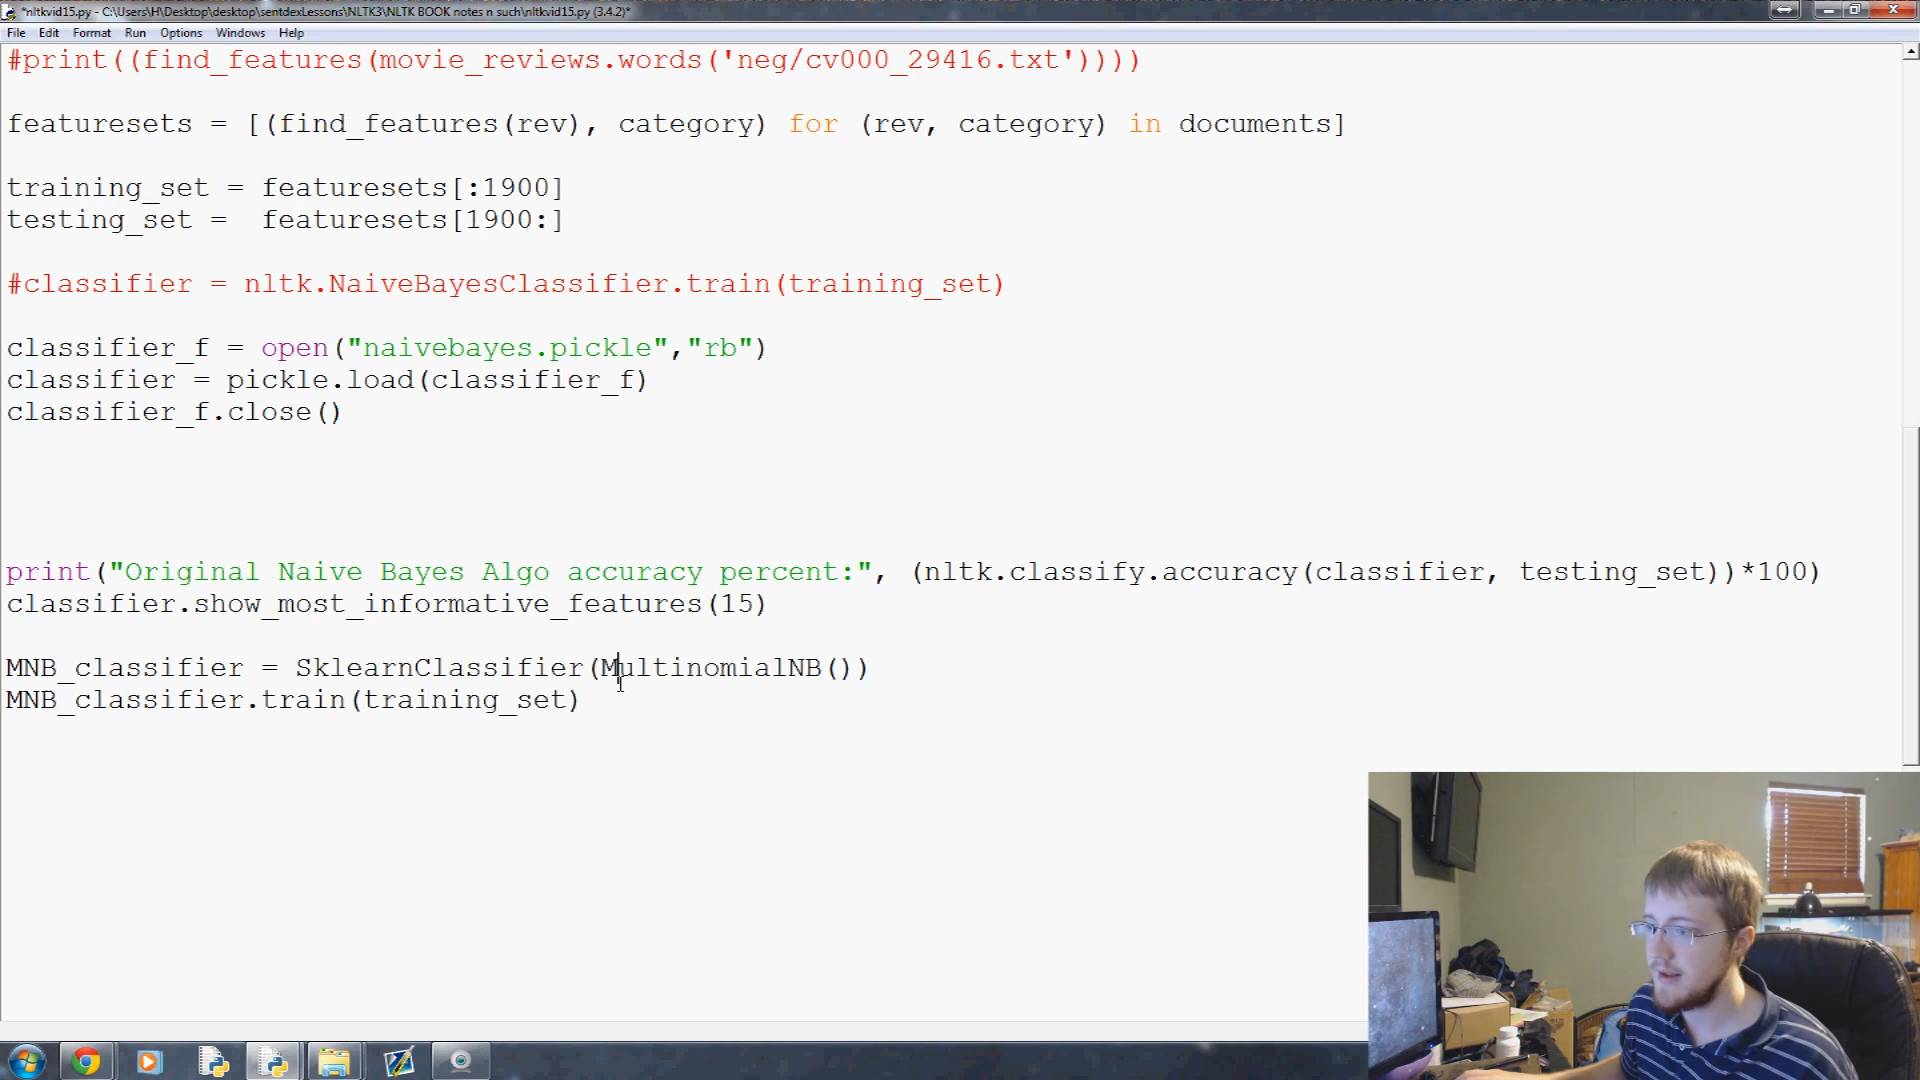 *nltkvid15.py - C:\Users\H\Desktop\desktop\sentdexLessons\NLTK3\NLTK BOOK notes n such\nltkvid15.py (3.4.2)*
File Edit Format Run Options Windows Help
#print((find_features(movie_reviews.words('neg/cv000_29416.txt'))))
featuresets = [(find_features(rev), category) for (rev, category) in documents]
training_set = featuresets[:1900]
testing_set =  featuresets[1900:]
#classifier = nltk.NaiveBayesClassifier.train(training_set)
classifier_f = open("naivebayes.pickle","rb")
classifier = pickle.load(classifier_f)
classifier_f.close()
print("Original Naive Bayes Algo accuracy percent:", (nltk.classify.accuracy(classifier, testing_set))*100)
classifier.show_most_informative_features(15)
MNB_classifier = SklearnClassifier(MultinomialNB())
MNB_classifier.train(training_set)